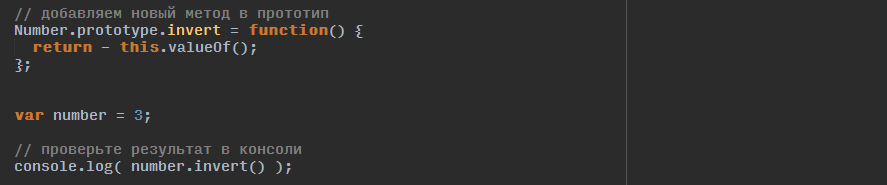 // добавляем новый метод в прототип
Number.prototype.invert = function() {
  return - this.valueOf();
};
var number = 3;
// проверьте результат в консоли
console.log( number.invert() );